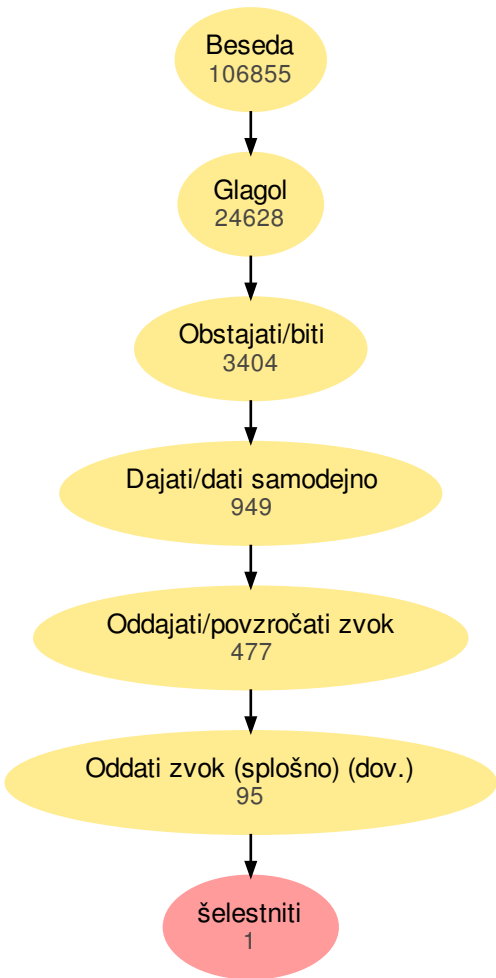 Beseda
106855
Glagol
24628
Obstajati/biti
3404
Dajati/dati samodejno
949
Oddajati/povzročati zvok
477
Oddati zvok (splošno) (dov.)
95
šelestniti
1